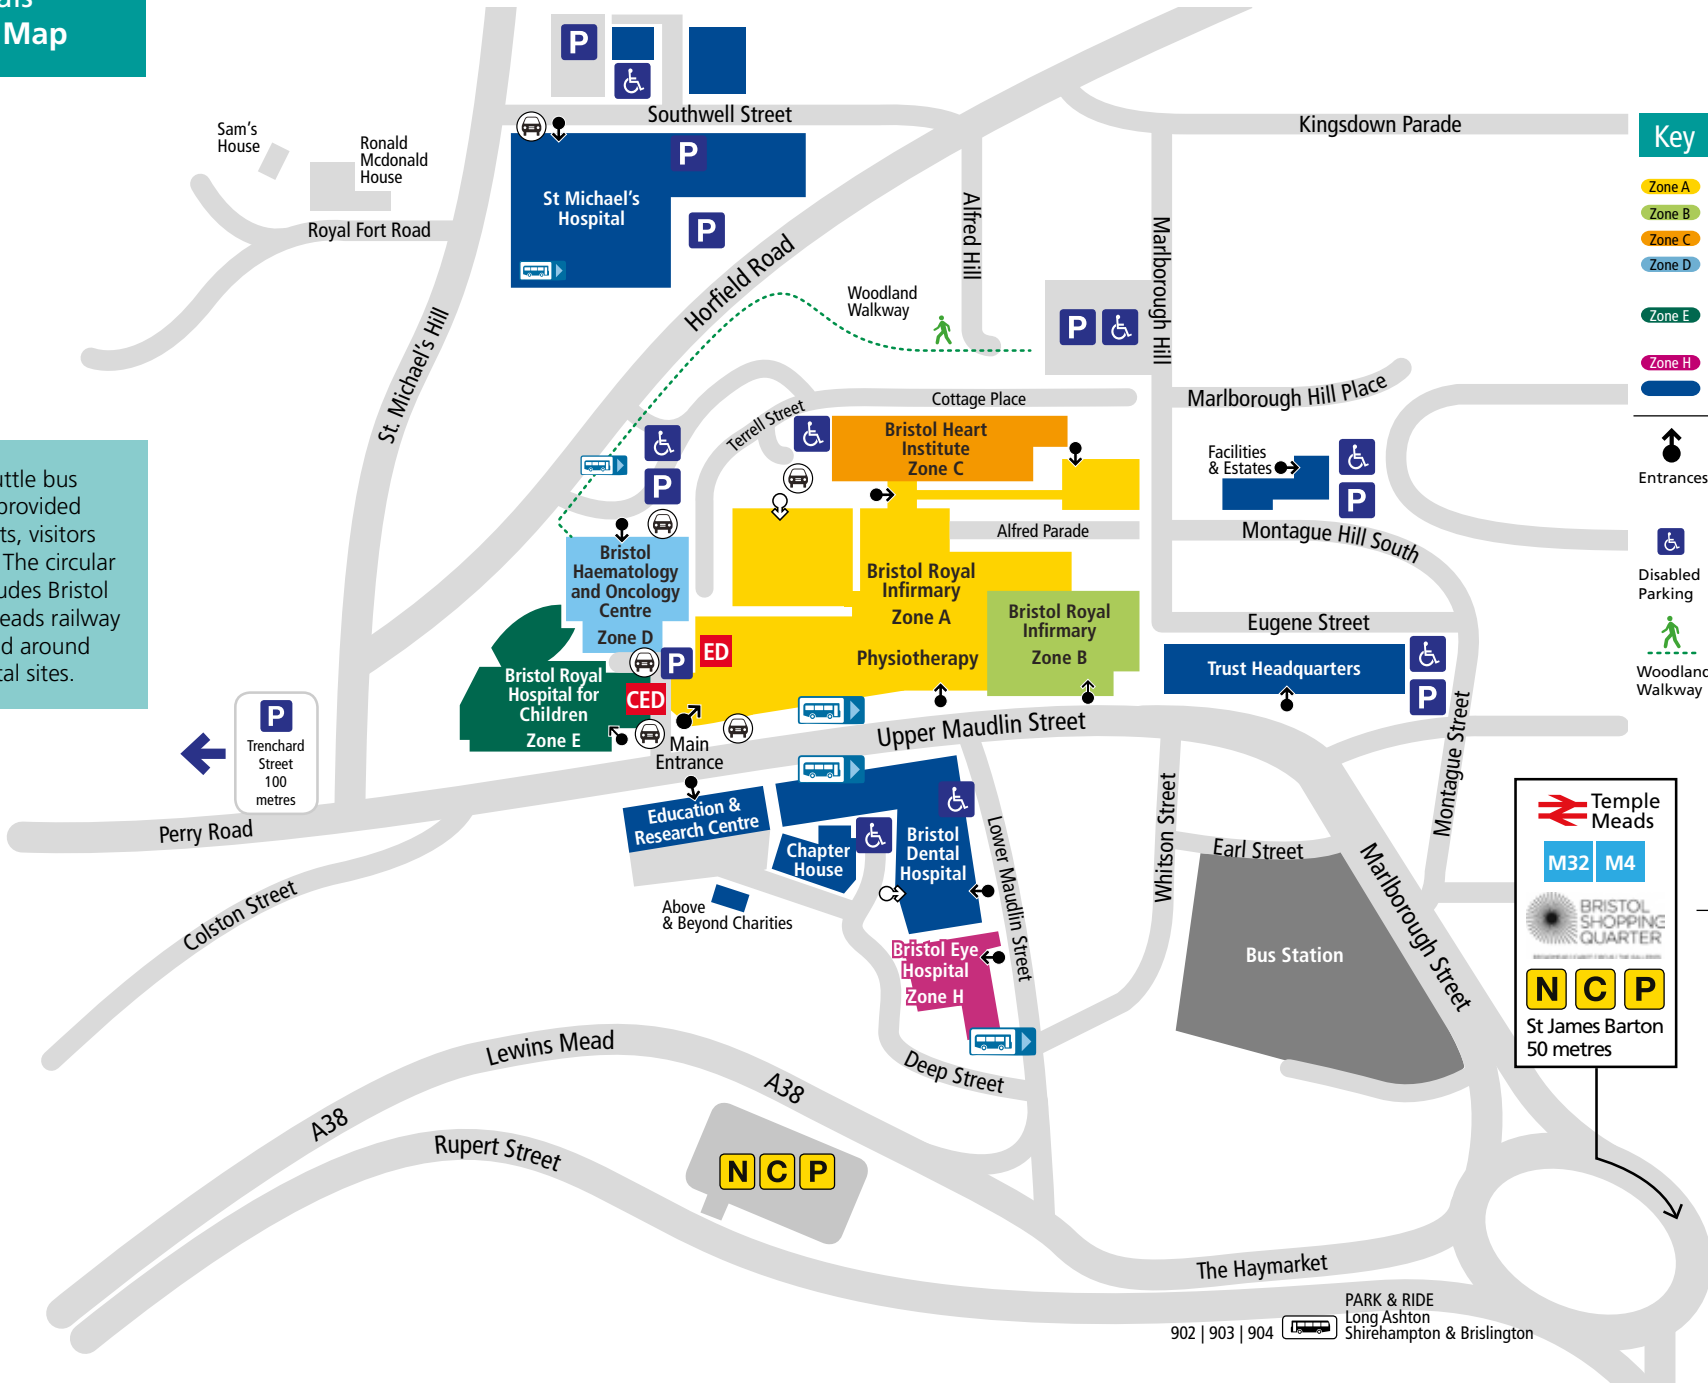 Map
P
Southwell Street
Kingsdown Parade
Sam's
House
Ronald
Mcdonald
House
P
Key
Zone A
Zone B
Zone C
Zone D
Zone E
Zone H
St Michael's
Hospital
P
Royal Fort Road
Alfred Hill
Marlborough Hill
Horfield Road
Woodland
Walkway
P
St. Michael's Hill
Marlborough Hill Place
Cottage Place
Terrell Street
Bristol Heart
Institute
Zone C
Facilities
& Estates
P
Entrances
P
Alfred Parade
Montague Hill South
Disabled
Parking
Woodland
Walkway
uttle bus
provided
ts, visitors
The circular
udes Bristol
eads railway
d around
tal sites.
Bristol
Haematology
and Oncology
Centre
Zone D
Bristol Royal
Infirmary
Zone A
Physiotherapy
Bristol Royal
Infirmary
Zone B
Eugene Street
Trust Headquarters
P
ED
P
CED
Bristol Royal
Hospital for
Children
Zone E
Main
Entrance
Upper Maudlin Street
Montague Street
P
Trenchard
Street
100
metres
Perry Road
Colston Street
Education &
Research Centre
Chapter
House
Bristol
Dental
Hospital
Above
& Beyond Charities
Lower Maudlin Street
Whitson Street
Earl Street
Marlborough Street
Bus Station
Bristol Eye
Hospital
Zone H
Deep Street
Temple
Meads
M32 M4
BRISTOL
SHOPPING
QUARTER
N C P
St James Barton
50 metres
Lewins Mead
A38
A38
Rupert Street
N C P
The Haymarket
902 | 903 | 904
PARK & RIDE
Long Ashton
Shirehampton & Brislington